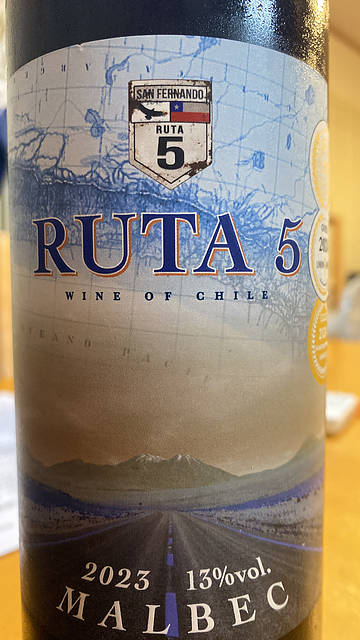 SAN FERNANDO
RUTA
5
RUTA 5
WINE OF CHILE
2023 13%vol.
MALBEC